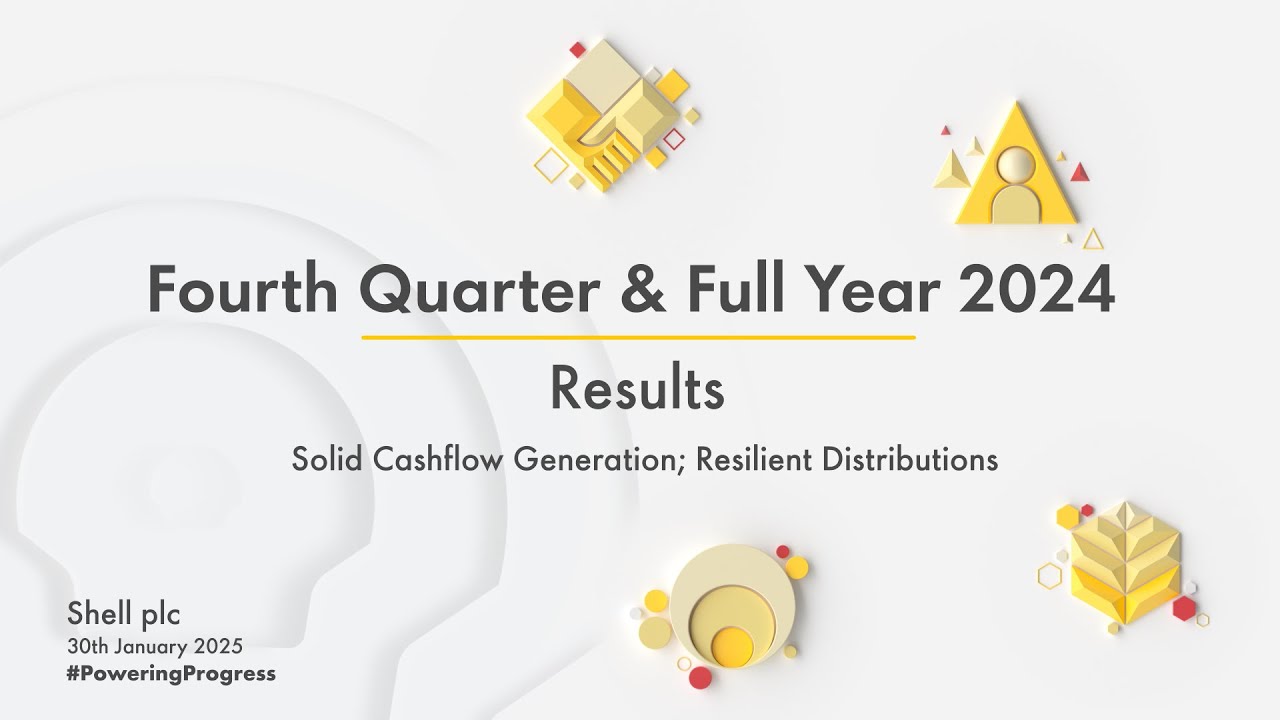 Fourth Quarter & Full Year 2024
Results
Solid Cashflow Generation; Resilient Distributions
Shell plc
30th January 2025
#PoweringProgress